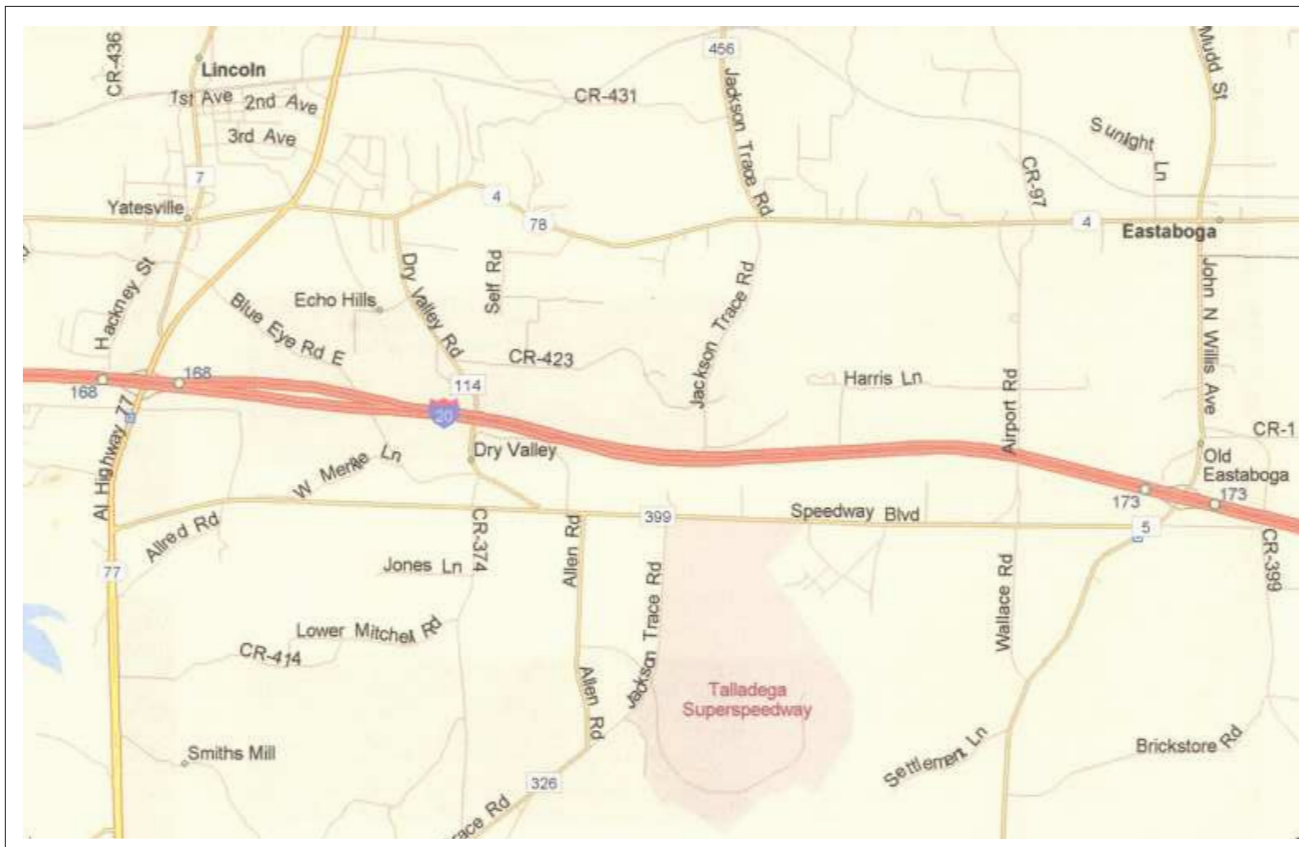 CR-436
Lincoln
1st Ave
2nd Ave
3rd Ave
7
Yatesville
CR-431
456
Jackson Trace Rd
Mudd St
Sunlight Ln
CR-97
4
78
4
Eastaboga
Hackney St
Echo Hills
Blue Eye Rd E
Dry Valley Rd
Self Rd
CR-423
Jackson Trace Rd
John N Willis Ave
Harris Ln
Airport Rd
168
168
114
20
Al Highway 77
Dry Valley
W Merkle Ln
CR-1
Old
Eastaboga
173
173
Speedway Blvd
399
5
Allred Rd
77
Jones Ln
CR-374
Allen Rd
Jackson Trace Rd
Wallace Rd
CR-399
Lower Mitchell Rd
CR-414
Allen Rd
Talladega
Superspeedway
Settlement Ln
Brickstore Rd
Smiths Mill
326
race Rd